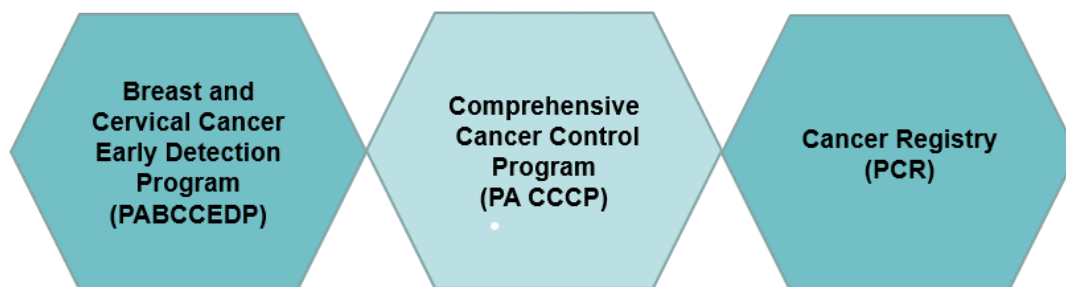 Breast and
Cervical Cancer
Early Detection
Program
(PABCCEDP)
Comprehensive
Cancer Control
Program
(PA CCCP)
Cancer Registry
(PCR)